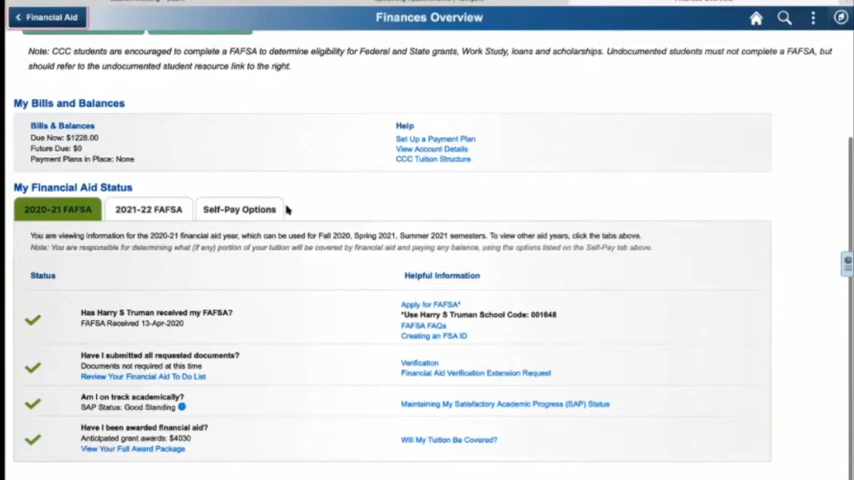 Financial Aid
Finances Overview
Note: CCC students are encouraged to complete a FAFSA to determine eligibility for Federal and State grants, Work Study, loans and scholarships. Undocumented students must not complete a FAFSA, but
should refer to the undocumented student resource link to the right.
My Bills and Balances
Bills & Balances
Help
Due Now: $1226.00
Set Up a Payment Plan
Future Due: $0
View Account Details
Payment Plans in Place: None
CCC Tuition Structure
My Financial Aid Status
2020-21 FAFSA
2021-22 FAFSA
Self-Pay Options
You are viewing information for the 2020-21 financial aid year, which can be used for Fall 2020, Spring 2021, Summer 2021 semesters. To view other aid years, click the tabs above.
Note: You are responsible for determining what (if any) portion of your tuition will be covered by financial aid and paying any balance, using the options listed on the Self-Pay tab above.
Status
Helpful Information
Has Harry S Truman received my FAFSA?
FAFSA Received 13-Apr-2020
Apply for FAFSA*
*Use Harry S Truman School Code: 001648
FAFSA FAQs
Creating an FSA ID
Have I submitted all requested documents?
Documents not required at this time
Review Your Financial Aid To Do List
Verification
Financial Aid Verification Extension Request
Am I on track academically?
SAP Status: Good Standing
Maintaining My Satisfactory Academic Progress (SAP) Status
Have I been awarded financial aid?
Anticipated grant awards: $4030
View Your Full Award Package
Will My Tuition Be Covered?